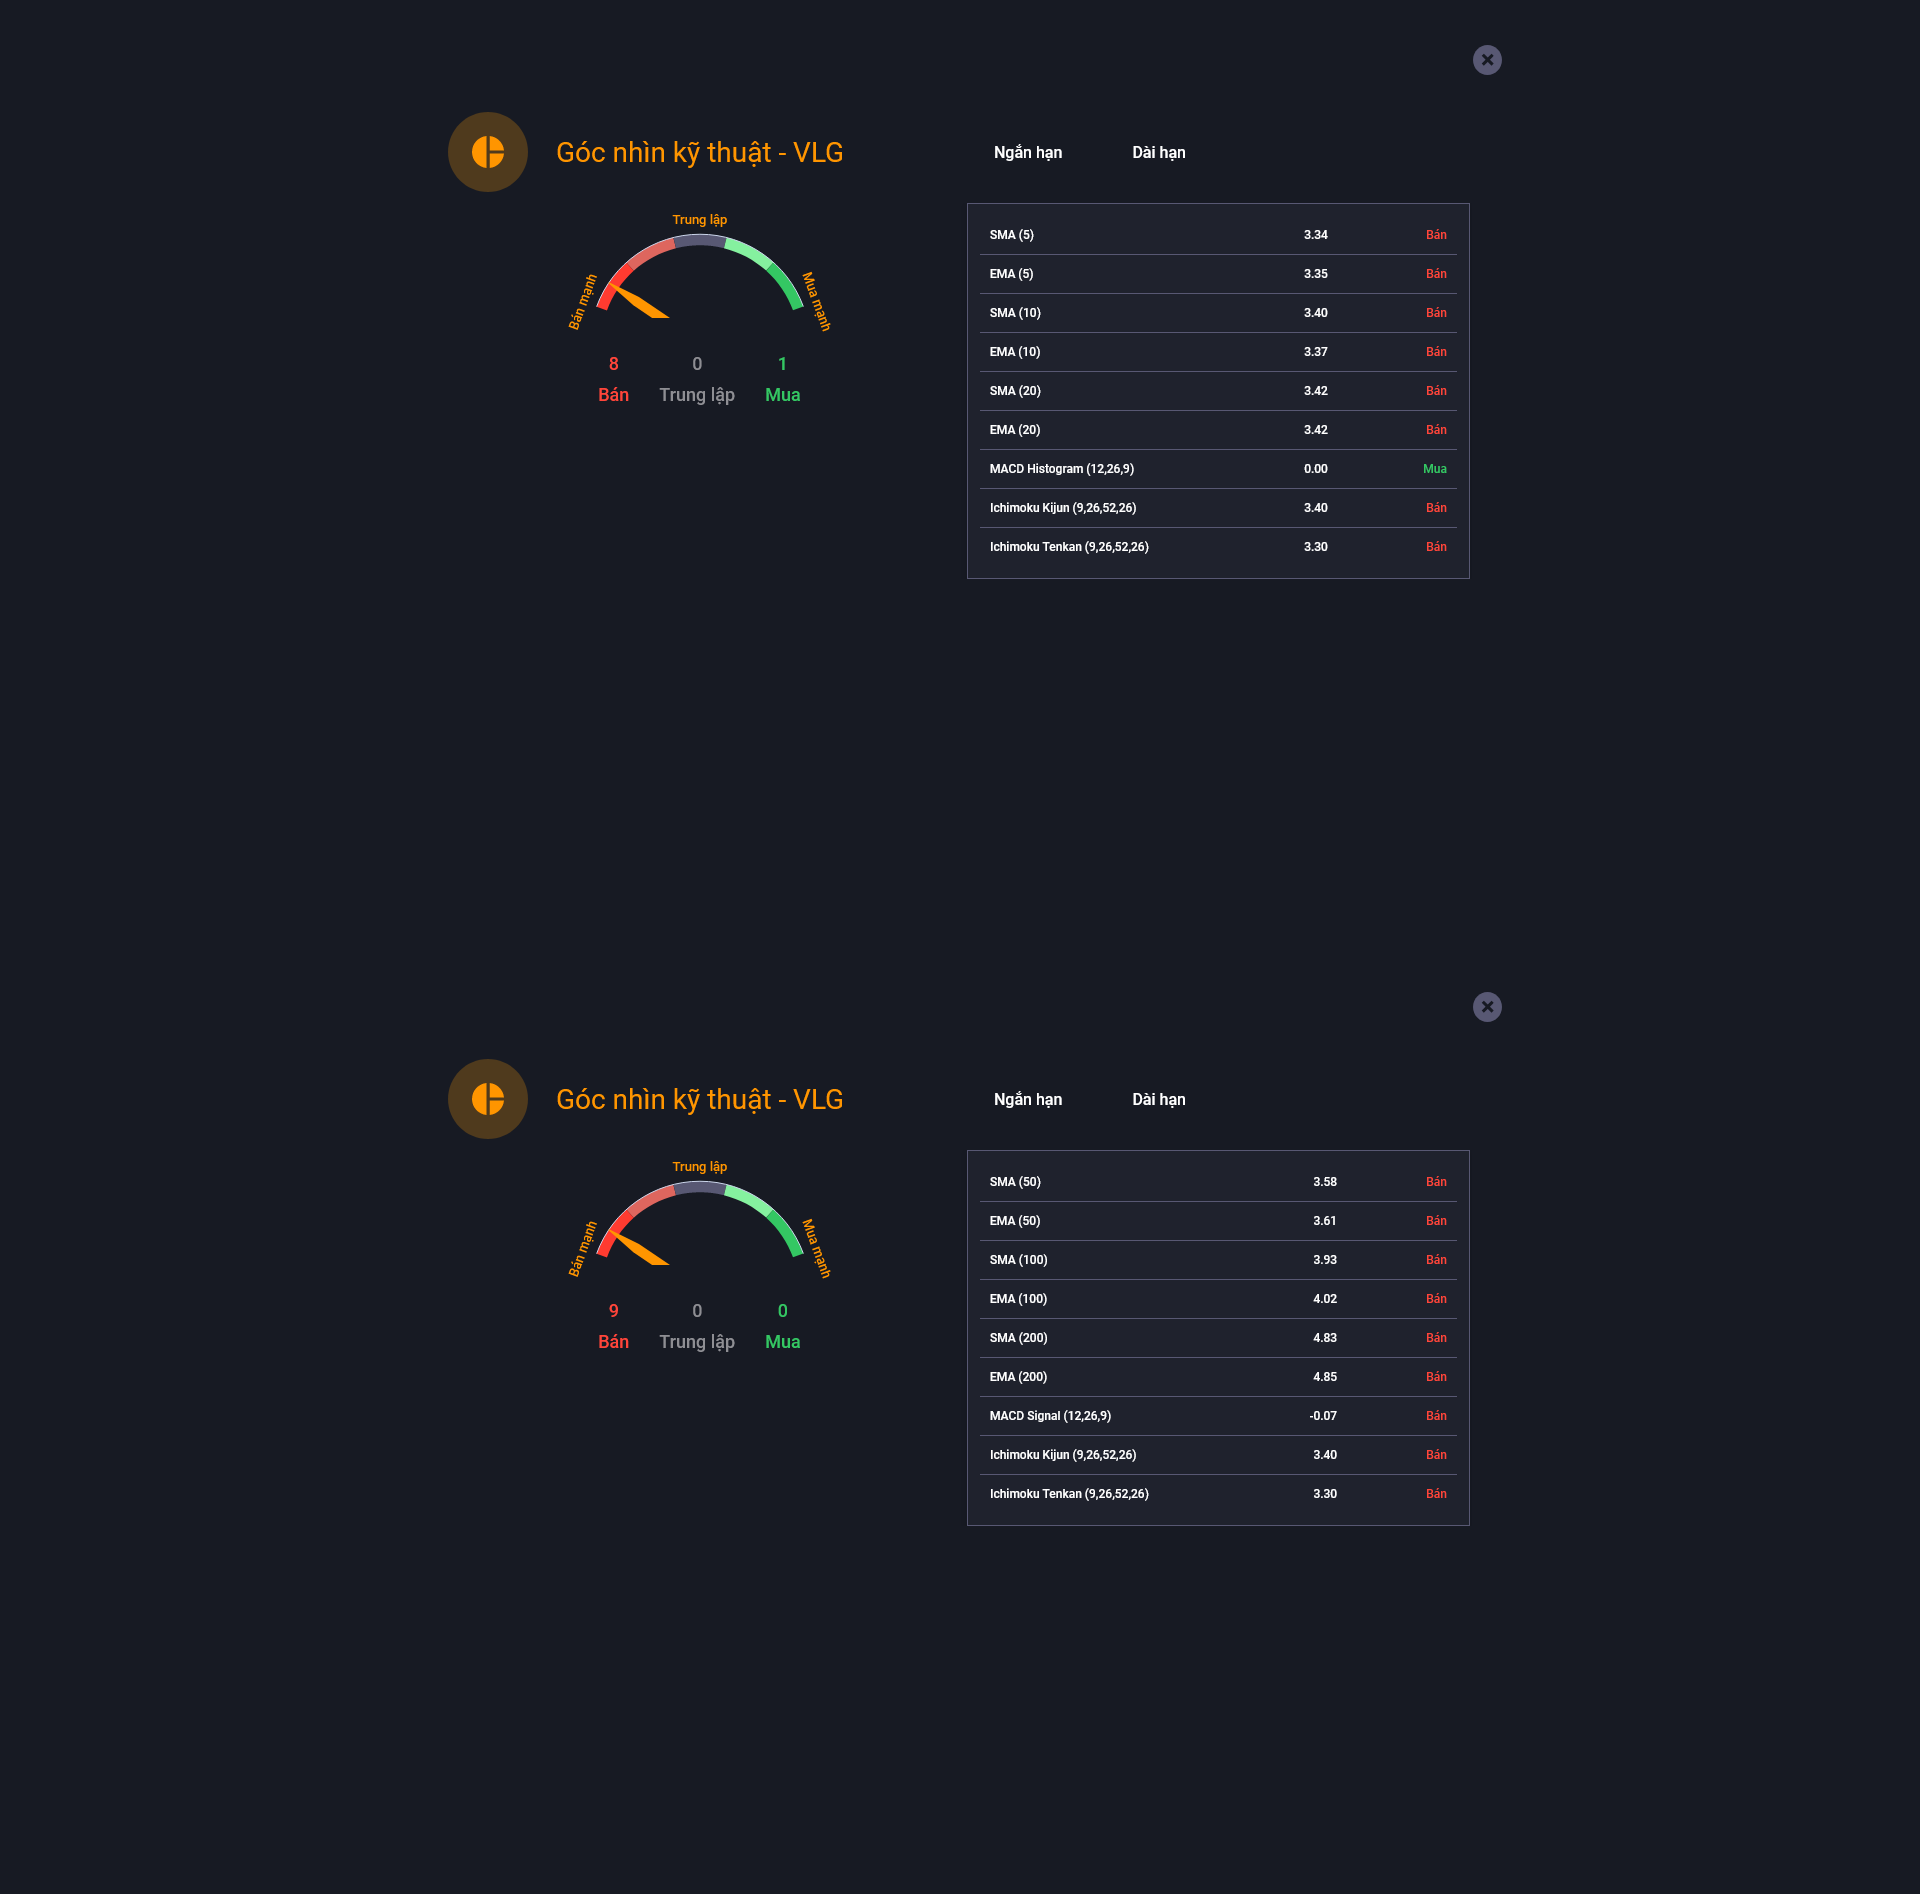 Góc nhìn kỹ thuật - VLG
Ngắn hạn Dài hạn
Trung lập
Bán mạnh
Mua mạnh
8 0 1
Bán Trung lập Mua
SMA (5) 3.34 Bán
EMA (5) 3.35 Bán
SMA (10) 3.40 Bán
EMA (10) 3.37 Bán
SMA (20) 3.42 Bán
EMA (20) 3.42 Bán
MACD Histogram (12,26,9) 0.00 Mua
Ichimoku Kijun (9,26,52,26) 3.40 Bán
Ichimoku Tenkan (9,26,52,26) 3.30 Bán
Góc nhìn kỹ thuật - VLG
Ngắn hạn Dài hạn
Trung lập
Bán mạnh
Mua mạnh
9 0 0
Bán Trung lập Mua
SMA (50) 3.58 Bán
EMA (50) 3.61 Bán
SMA (100) 3.93 Bán
EMA (100) 4.02 Bán
SMA (200) 4.83 Bán
EMA (200) 4.85 Bán
MACD Signal (12,26,9) -0.07 Bán
Ichimoku Kijun (9,26,52,26) 3.40 Bán
Ichimoku Tenkan (9,26,52,26) 3.30 Bán